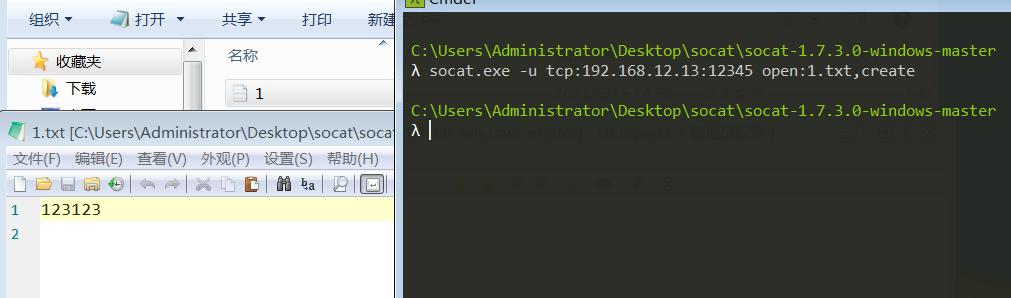 组织 打开 共享 打印
名称
收藏夹
下载
1
1.txt [C:\Users\Administrator\Desktop\socat\socat
文件(F) 编辑(E) 查看(V) 外观(P) 设置(S) 帮助(H)
1 123123
2
Cmder
C:\Users\Administrator\Desktop\socat\socat-1.7.3.0-windows-master
λ socat.exe -u tcp:192.168.12.13:12345 open:1.txt,create
C:\Users\Administrator\Desktop\socat\socat-1.7.3.0-windows-master
λ